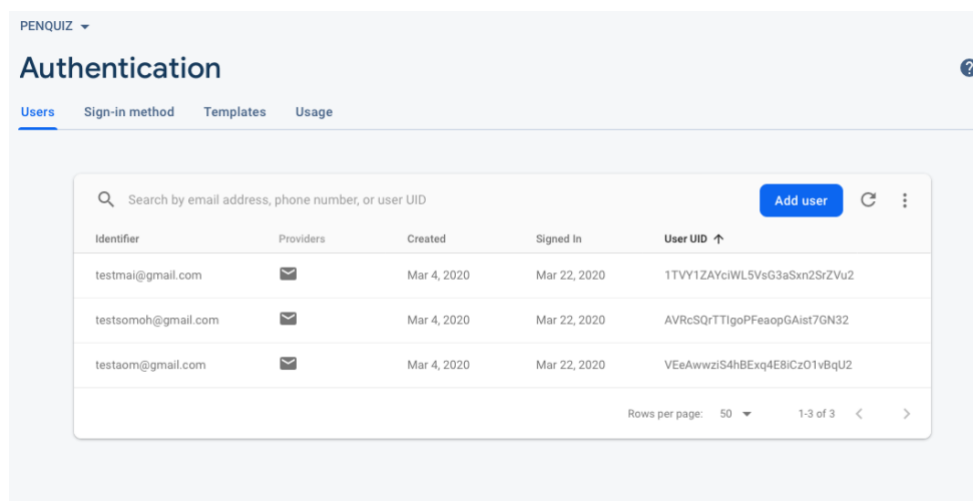 PENQUIZ
Authentication
Users Sign-in method Templates Usage
Search by email address, phone number, or user UID Add user
Identifier Providers Created Signed In User UID
testmai@gmail.com Mar 4, 2020 Mar 22, 2020 1TVY1ZAYciWL5VsG3aSxn2SrZVu2
testsomoh@gmail.com Mar 4, 2020 Mar 22, 2020 AVRcSQrTTIgoPFeaopGAist7GN32
testaom@gmail.com Mar 4, 2020 Mar 22, 2020 VEeAwwziS4hBExq4E8iCzO1vBqU2
Rows per page: 50 1-3 of 3